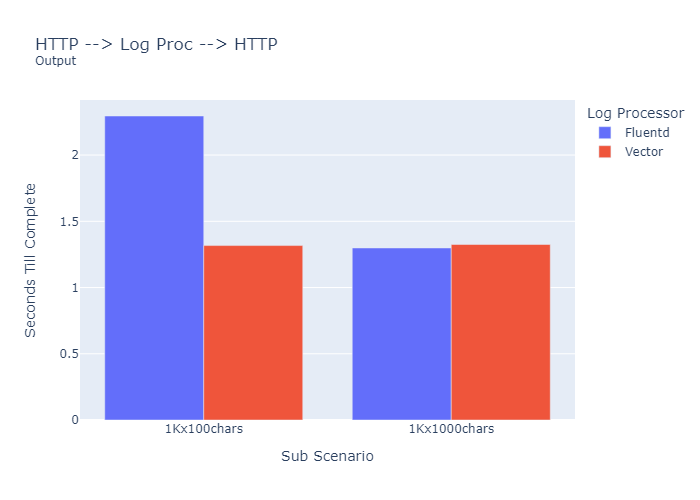 HTTP --> Log Proc --> HTTP
Output
Log Processor
Fluentd
Vector
Seconds Till Complete
2
1.5
1
0.5
0
1Kx100chars
1Kx1000chars
Sub Scenario